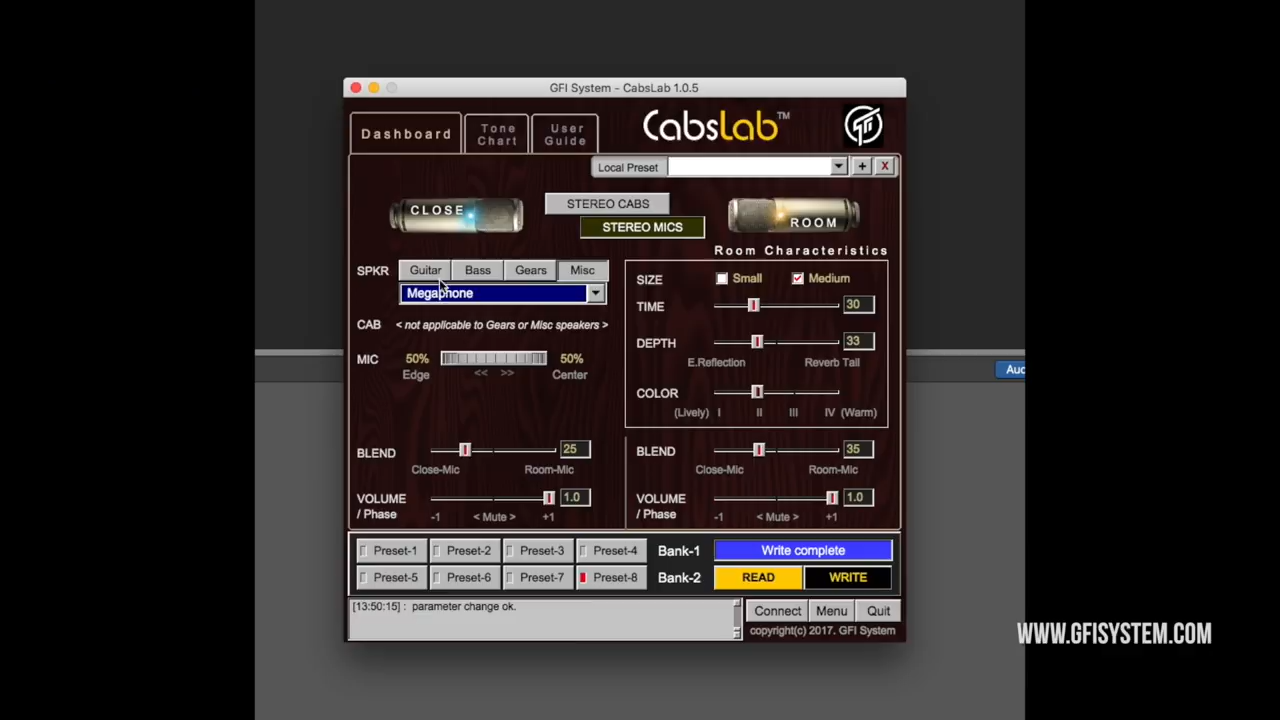 GFI System - CabsLab 1.0.5
Dashboard
Tone Chart
User Guide
CabsLab™
GFI
Local Preset
+ X
CLOSE
STEREO CABS
STEREO MICS
ROOM
Room Characteristics
SPKR Guitar Bass Gears Misc
Megaphone
CAB < not applicable to Gears or Misc speakers >
MIC 50% 50%
Edge << >> Center
SIZE Small Medium
TIME 30
DEPTH 33
E.Reflection Reverb Tail
COLOR
(Lively) I II III IV (Warm)
BLEND 25
Close-Mic Room-Mic
VOLUME 1.0
/ Phase -1 < Mute > +1
BLEND 35
Close-Mic Room-Mic
VOLUME 1.0
/ Phase -1 < Mute > +1
Preset-1 Preset-2 Preset-3 Preset-4 Bank-1 Write complete
Preset-5 Preset-6 Preset-7 Preset-8 Bank-2 READ WRITE
[13:50:15] : parameter change ok.
Connect Menu Quit
copyright(c) 2017. GFI System
Auc
WWW.GFISYSTEM.COM